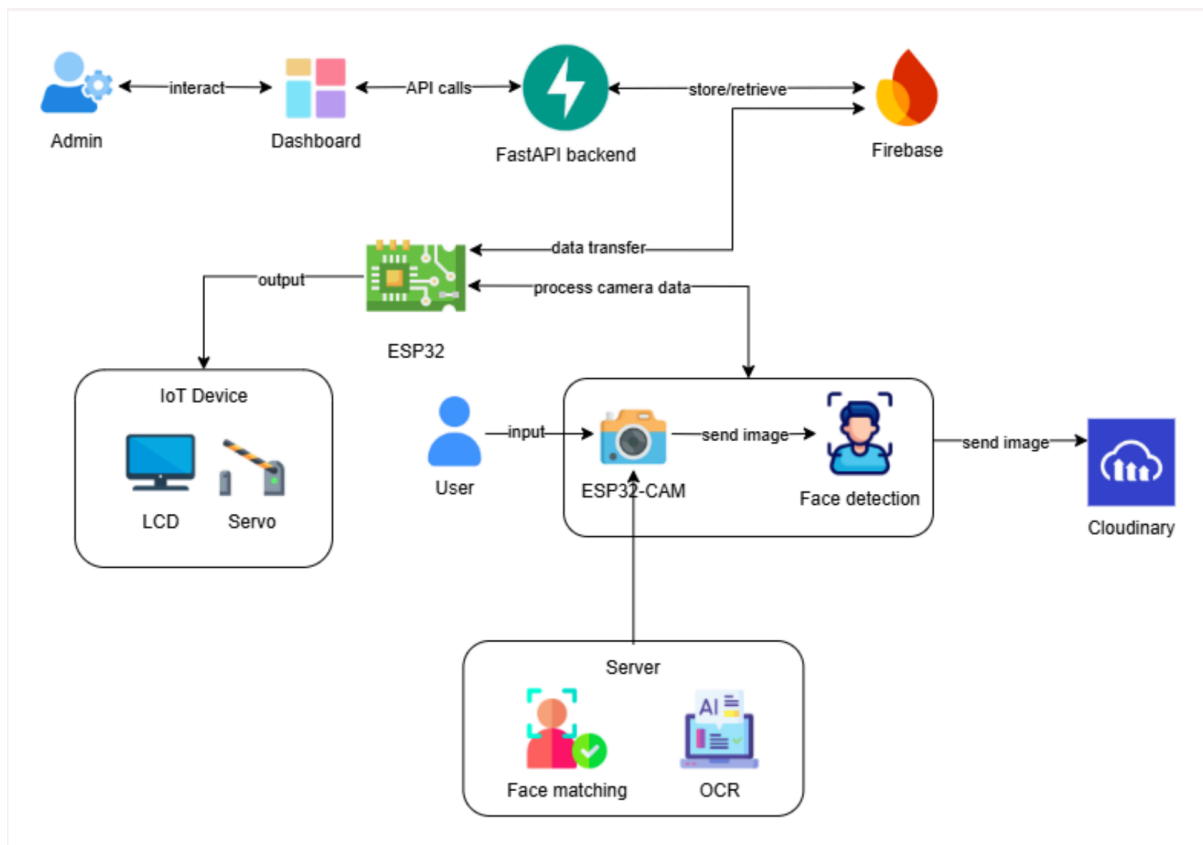 interact
API calls
store/retrieve
Admin
Dashboard
FastAPI backend
Firebase
data transfer
output
process camera data
ESP32
IoT Device
input
send image
send image
LCD
Servo
User
ESP32-CAM
Face detection
Cloudinary
Server
AI
Face matching
OCR